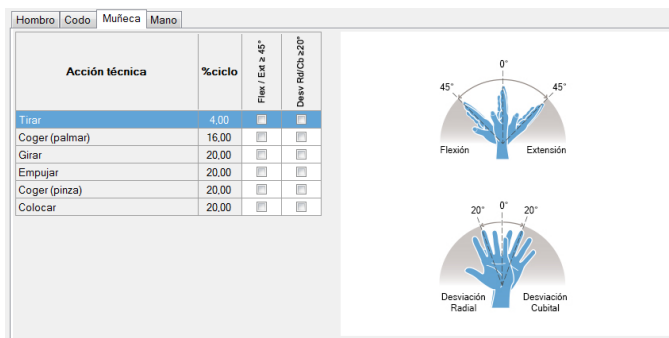 Hombro Codo Muñeca Mano
Acción técnica %ciclo Flex / Ext ≥ 45° Desv Rd/Cb ≥20°
Tirar 4,00
Coger (palmar) 16,00
Girar 20,00
Empujar 20,00
Coger (pinza) 20,00
Colocar 20,00
0°
45° 45°
Flexión Extensión
0°
20° 20°
Desviación Desviación
Radial Cubital